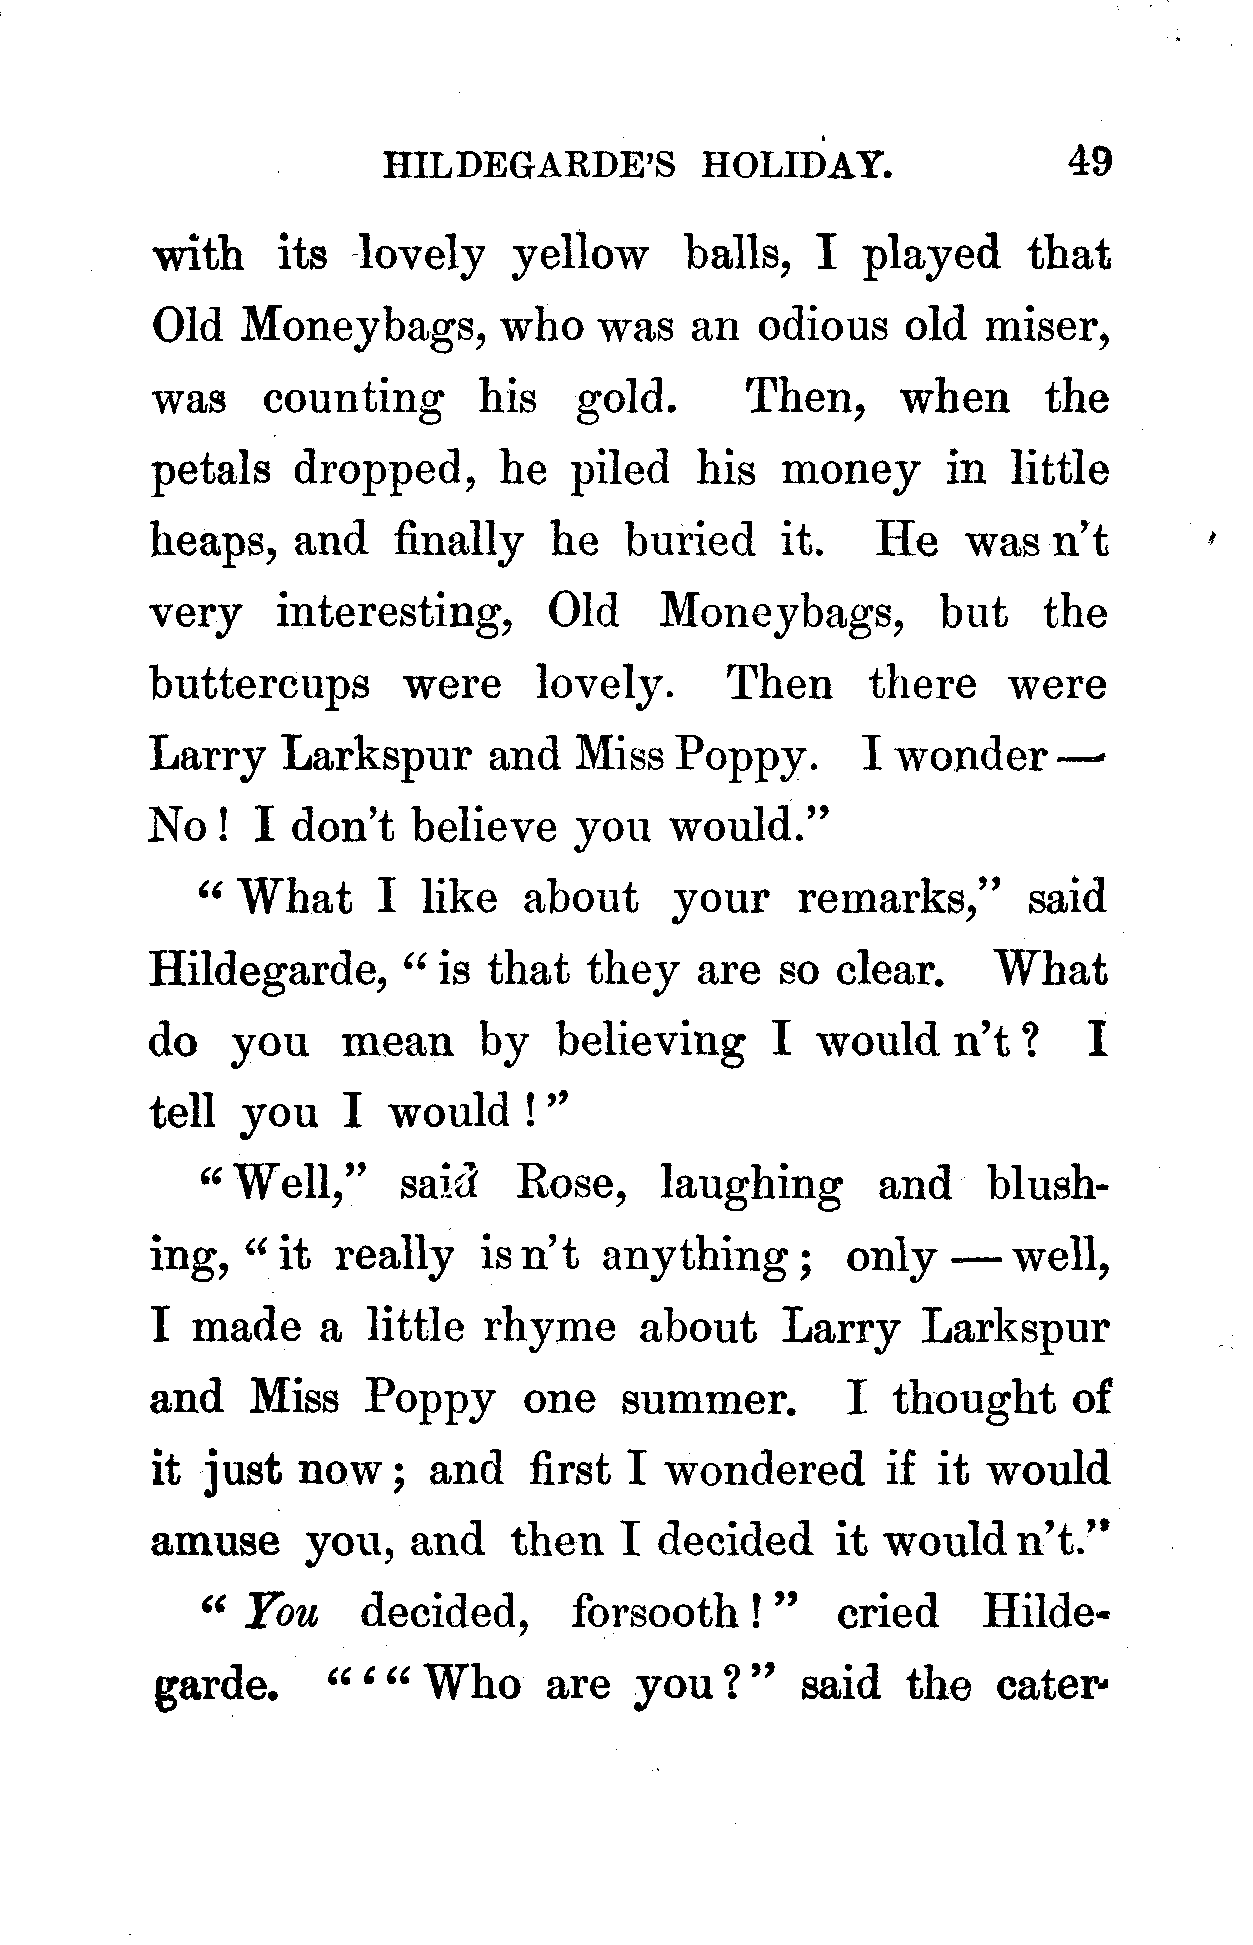 HILDEGARDE'S HOLIDAY. 49
with its lovely yellow balls, I played that
Old Moneybags, who was an odious old miser,
was counting his gold. Then, when the
petals dropped, he piled his money in little
heaps, and finally he buried it. He was n't
very interesting, Old Moneybags, but the
buttercups were lovely. Then there were
Larry Larkspur and Miss Poppy. I wonder —
No! I don't believe you would."
"What I like about your remarks," said
Hildegarde, "is that they are so clear. What
do you mean by believing I would n't? I
tell you I would!"
"Well," said Rose, laughing and blush-
ing, "it really is n't anything; only — well,
I made a little rhyme about Larry Larkspur
and Miss Poppy one summer. I thought of
it just now; and first I wondered if it would
amuse you, and then I decided it would n't."
"You decided, forsooth!" cried Hilde-
garde. "'"Who are you?" said the cater-